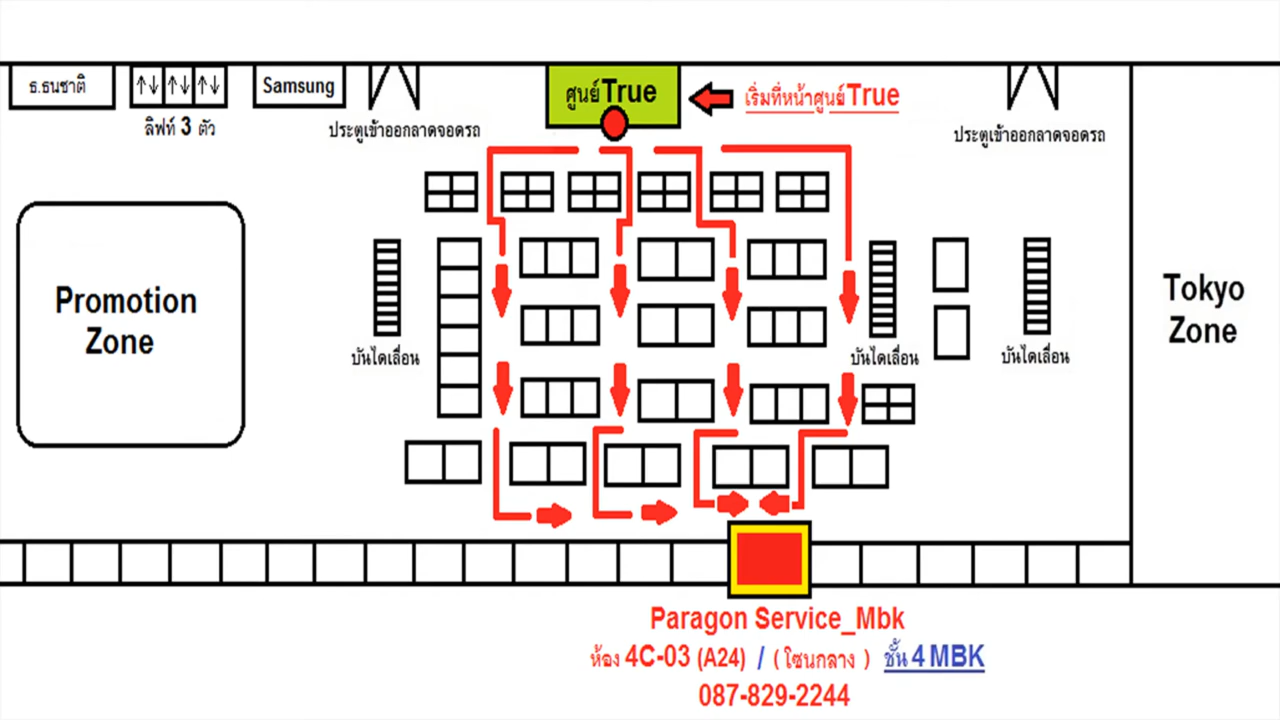 ธ.ธนชาติ
↑↓ ↑↓ ↑↓
ลิฟท์ 3 ตัว
Samsung
ประตูเข้าออกลาดจอดรถ
ศูนย์True
เริ่มที่หน้าศูนย์True
ประตูเข้าออกลาดจอดรถ
Promotion
Zone
บันไดเลื่อน
บันไดเลื่อน
บันไดเลื่อน
Tokyo
Zone
Paragon Service_Mbk
ห้อง 4C-03 (A24) / ( โซนกลาง ) ชั้น 4 MBK
087-829-2244